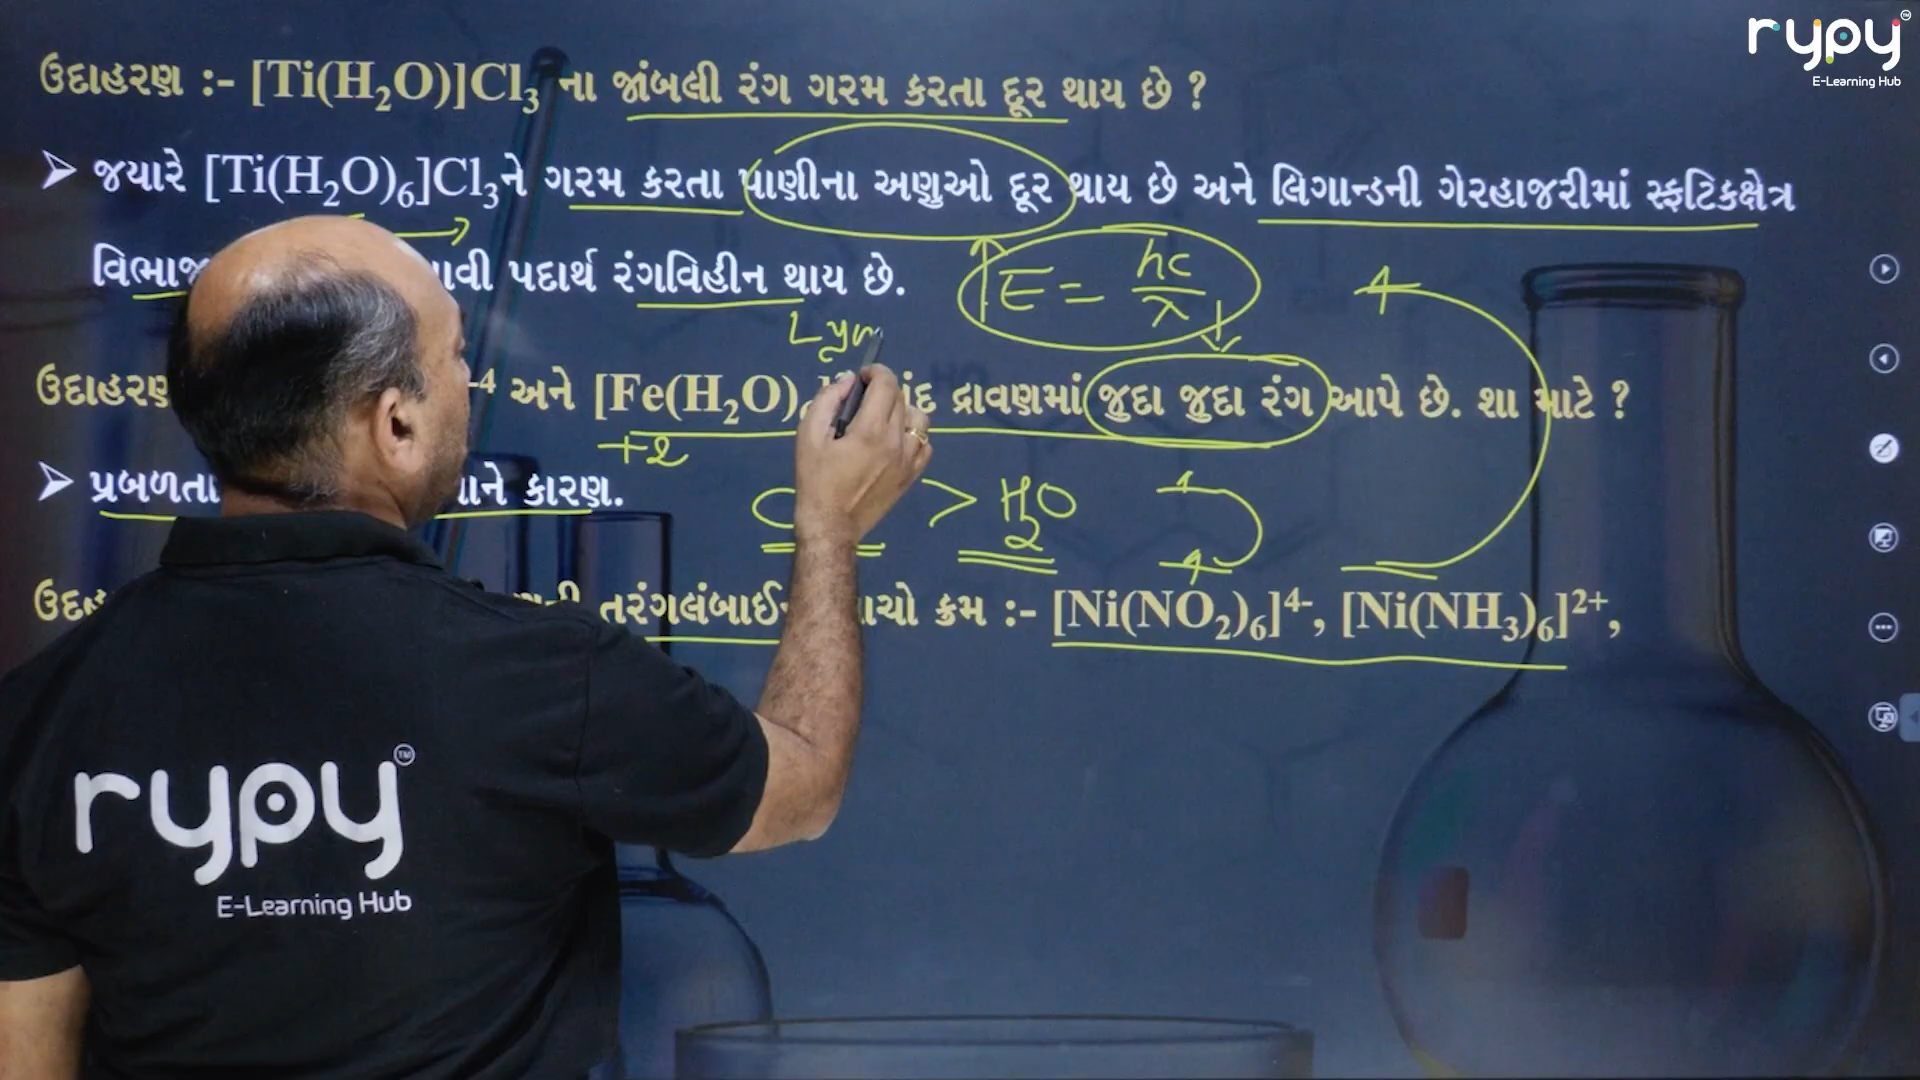 rypy
E-Learning Hub
ઉદાહરણ :- [Ti(H₂O)]Cl₃ ના જાંબલી રંગ ગરમ કરતા દૂર થાય છે ?
➤ જયારે [Ti(H₂O)₆]Cl₃ને ગરમ કરતા પાણીના અણુઓ દૂર થાય છે અને લિગાન્ડની ગેરહાજરીમાં સ્ફટિકક્ષેત્ર
પદાર્થ રંગવિહીન થાય છે.
E = hc/λ
ઉદાહરણ -4 અને [Fe(H₂O) દ્રાવણમાં જુદા જુદા રંગ આપે છે. શા માટે ?
+2
➤ પ્રબળતા કારણ.
> H₂O
તરંગલંબાઈ ક્રમ :- [Ni(NO₂)₆]⁴⁻, [Ni(NH₃)₆]²⁺,
rypy
E-Learning Hub